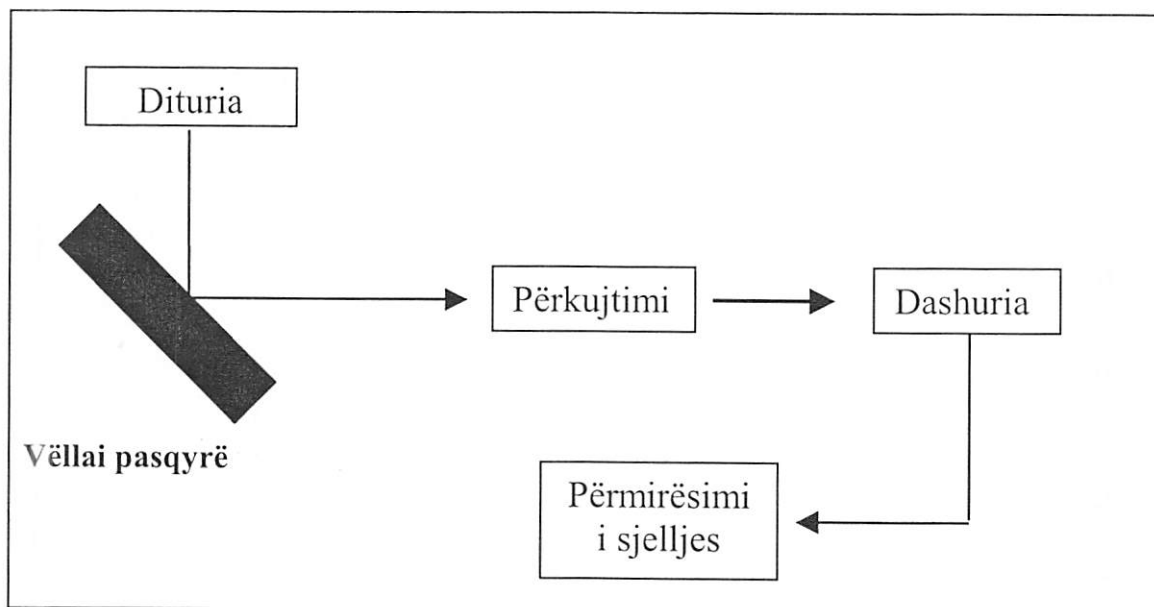 Dituria
Përkujtimi
Dashuria
Vëllai pasqyrë
Përmirësimi
i sjelljes